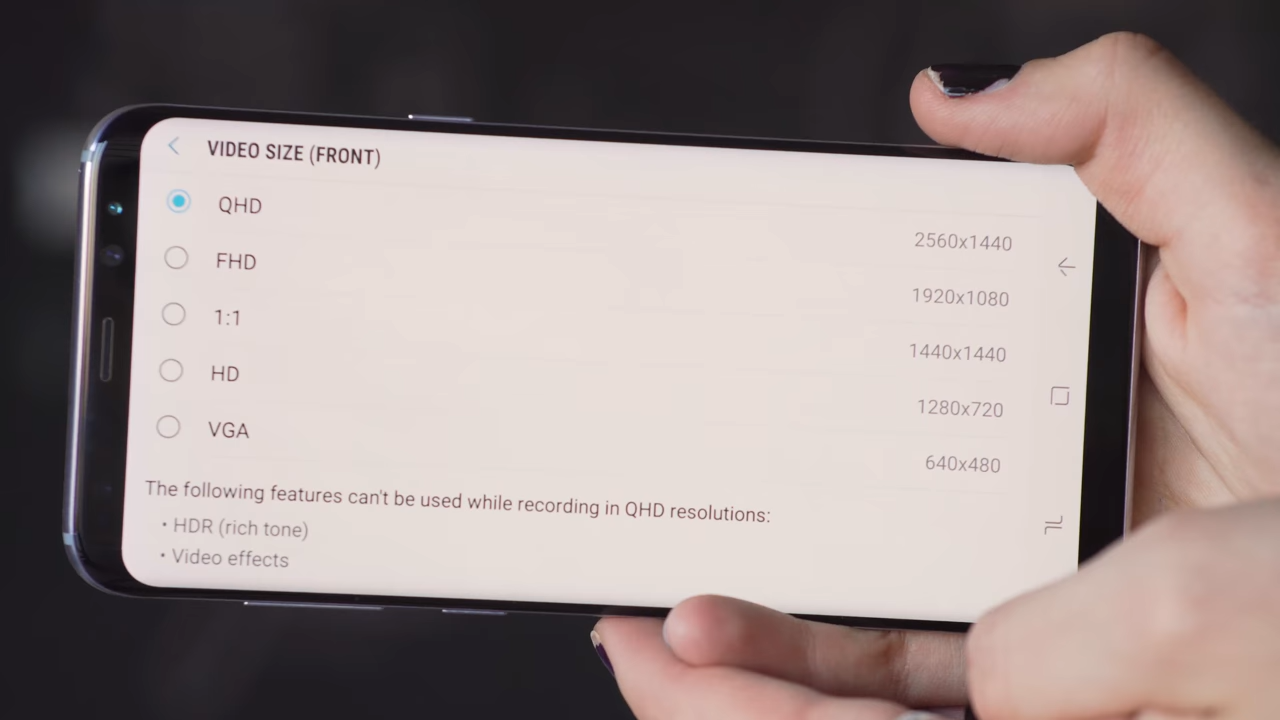 VIDEO SIZE (FRONT)
QHD
2560x1440
FHD
1920x1080
1:1
1440x1440
HD
1280x720
VGA
640x480
The following features can't be used while recording in QHD resolutions:
• HDR (rich tone)
• Video effects